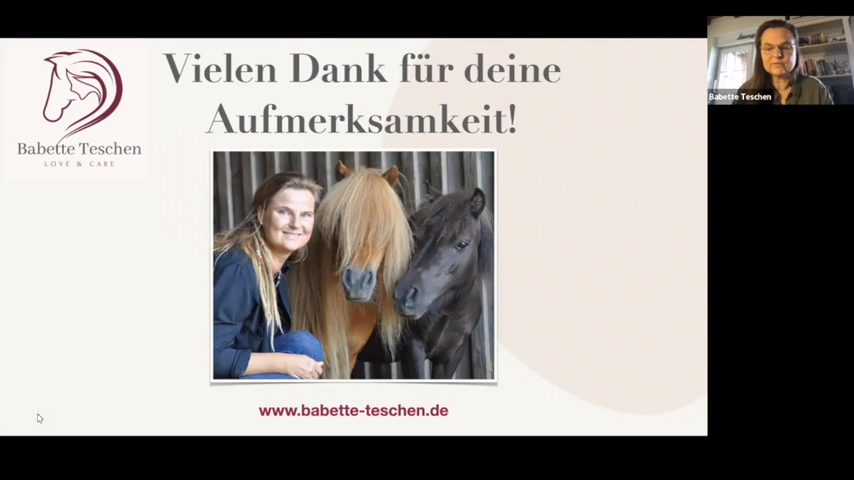 Vielen Dank für deine
Aufmerksamkeit!
Babette Teschen
LOVE & CARE
www.babette-teschen.de
Babette Teschen